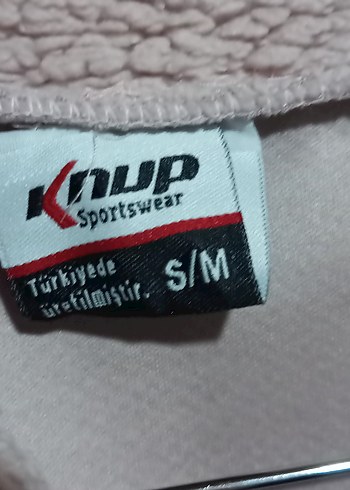 Knup
Sportswear
Türkiyede
üretilmiştir.
S/M